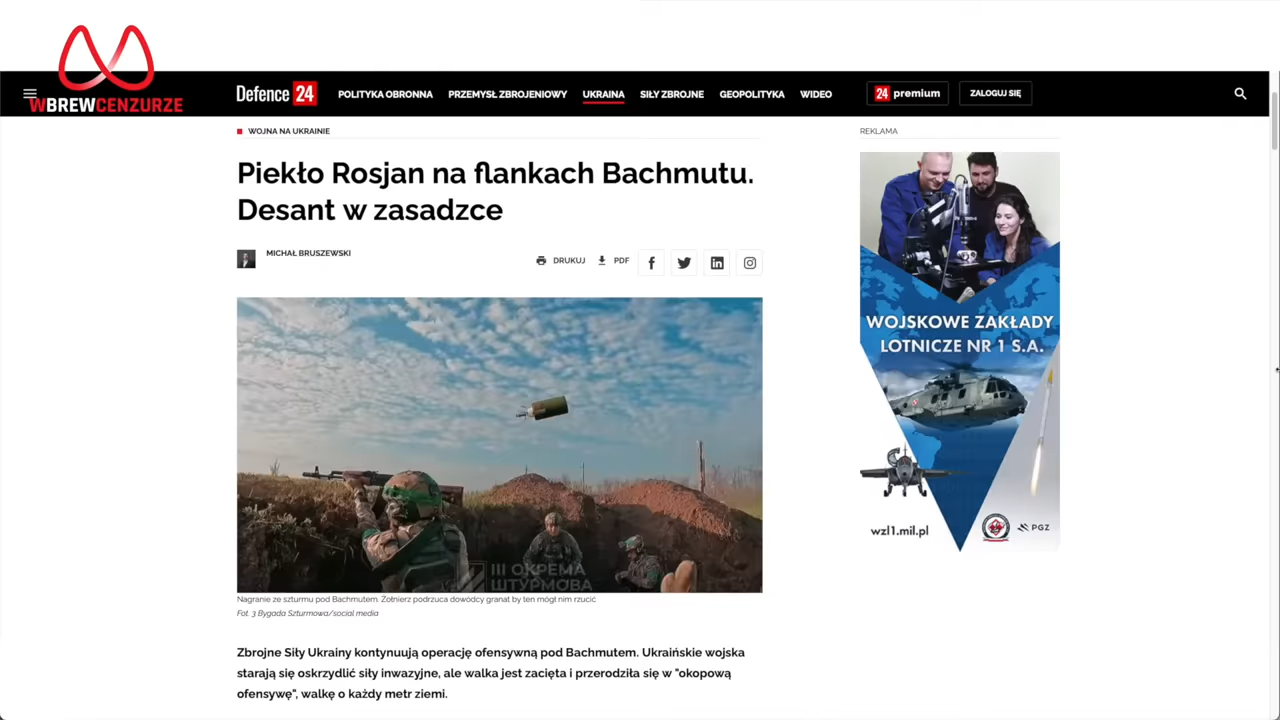 WBREWCENZURZE
Defence 24
POLITYKA OBRONNA PRZEMYSŁ ZBROJENIOWY UKRAINA SIŁY ZBROJNE GEOPOLITYKA WIDEO
24 premium
ZALOGUJ SIĘ
WOJNA NA UKRAINIE
Piekło Rosjan na flankach Bachmutu.
Desant w zasadzce
MICHAŁ BRUSZEWSKI
DRUKUJ PDF
III ОКРЕМА
ШТУРМОВА
Nagranie ze szturmu pod Bachmutem. Żołnierz podrzuca dowódcy granat by ten mógł nim rzucić
Fot. 3 Bygada Szturmowa/social media
Zbrojne Siły Ukrainy kontynuują operację ofensywną pod Bachmutem. Ukraińskie wojska
starają się oskrzydlić siły inwazyjne, ale walka jest zacięta i przerodziła się w "okopową
ofensywę", walkę o każdy metr ziemi.
REKLAMA
WOJSKOWE ZAKŁADY
LOTNICZE NR 1 S.A.
wzl1.mil.pl
PGZ